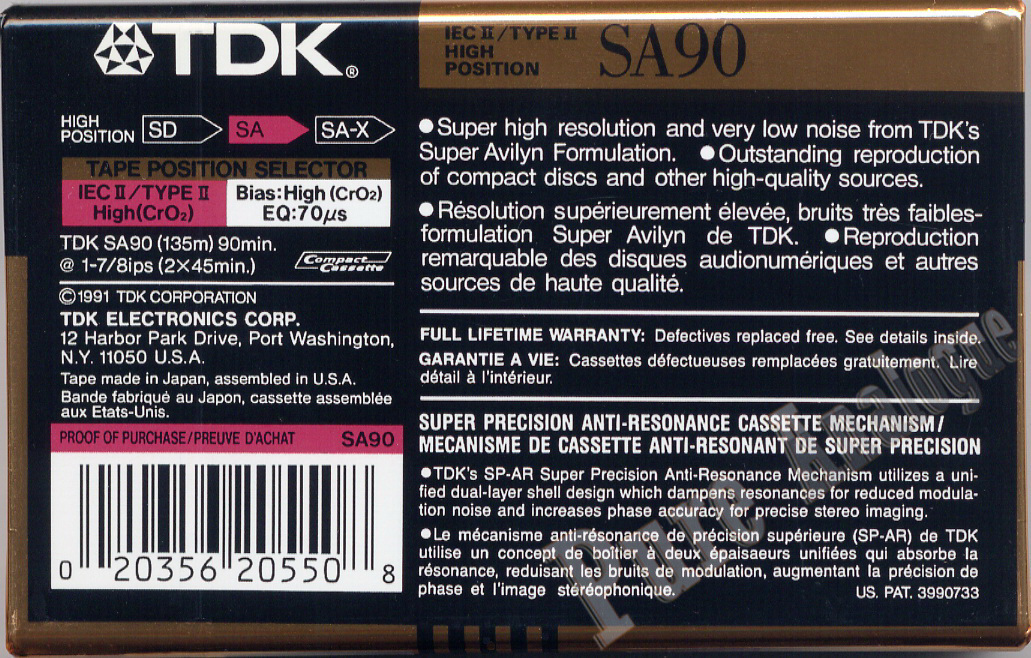 TDK®
IEC II/TYPE II
HIGH
POSITION
SA90
HIGH
POSITION
SD
SA
SA-X
TAPE POSITION SELECTOR
IEC II/TYPE II
High(CrO₂)
Bias:High (CrO₂)
EQ:70μs
TDK SA90 (135m) 90min.
@ 1-7/8ips (2×45min.)
Compact
Cassette
©1991 TDK CORPORATION
TDK ELECTRONICS CORP.
12 Harbor Park Drive, Port Washington,
N.Y. 11050 U.S.A.
Tape made in Japan, assembled in U.S.A.
Bande fabriqué au Japon, cassette assemblée
aux Etats-Unis.
PROOF OF PURCHASE/PREUVE D'ACHAT SA90
0 20356 20550 8
●Super high resolution and very low noise from TDK's
Super Avilyn Formulation. ●Outstanding reproduction
of compact discs and other high-quality sources.
●Résolution supérieurement élevée, bruits très faibles-
formulation Super Avilyn de TDK. ●Reproduction
remarquable des disques audionumériques et autres
sources de haute qualité.
FULL LIFETIME WARRANTY: Defectives replaced free. See details inside.
GARANTIE A VIE: Cassettes défectueuses remplacées gratuitement. Lire
détail à l'intérieur.
SUPER PRECISION ANTI-RESONANCE CASSETTE MECHANISM/
MECANISME DE CASSETTE ANTI-RESONANT DE SUPER PRECISION
●TDK's SP-AR Super Precision Anti-Resonance Mechanism utilizes a uni-
fied dual-layer shell design which dampens resonances for reduced modula-
tion noise and increases phase accuracy for precise stereo imaging.
●Le mécanisme anti-résonance de précision supérieure (SP-AR) de TDK
utilise un concept de boîtier à deux épaisaeurs unifiées qui absorbe la
résonance, reduisant les bruits de modulation, augmentant la précision de
phase et l'image stéréophonique.
US. PAT. 3990733
Pure Analogue